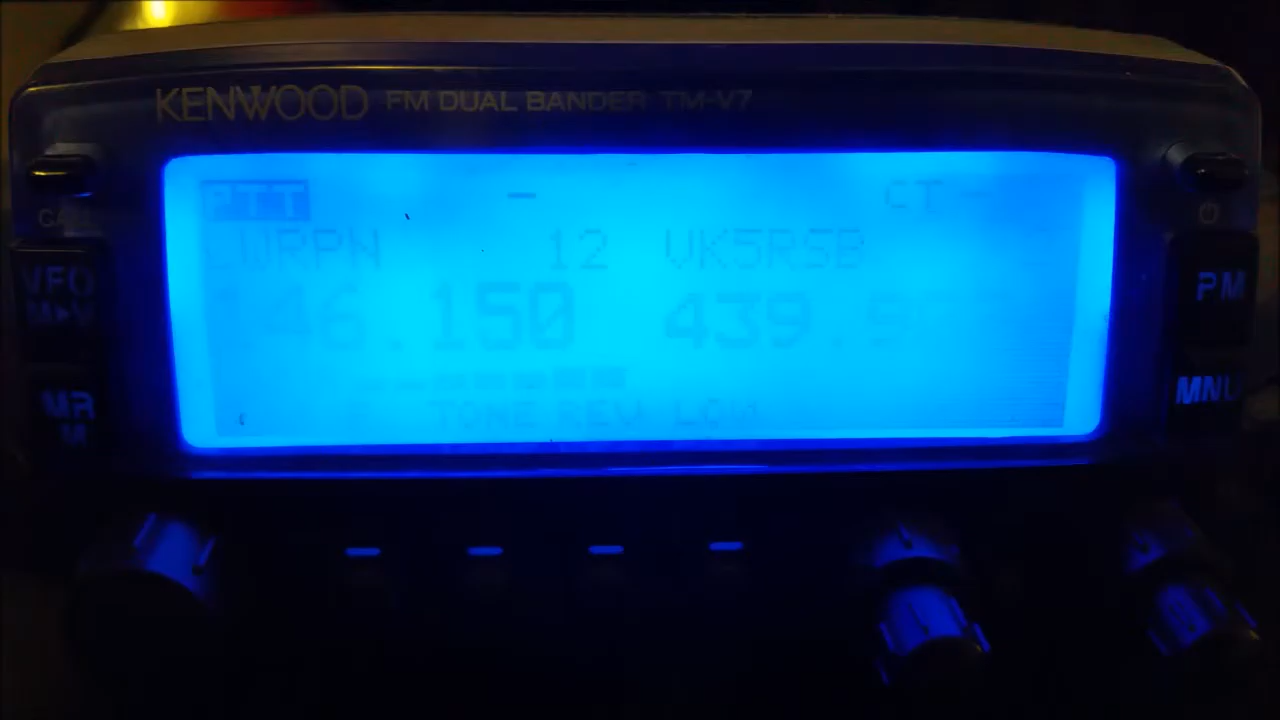 KENWOOD FM DUAL BANDER TM-V7
PTT - CT -
WRPN 12 VK5RSB
46.150 439.9
TONE REV LOW
VFO
M▶V
MR
M
PM
MNU